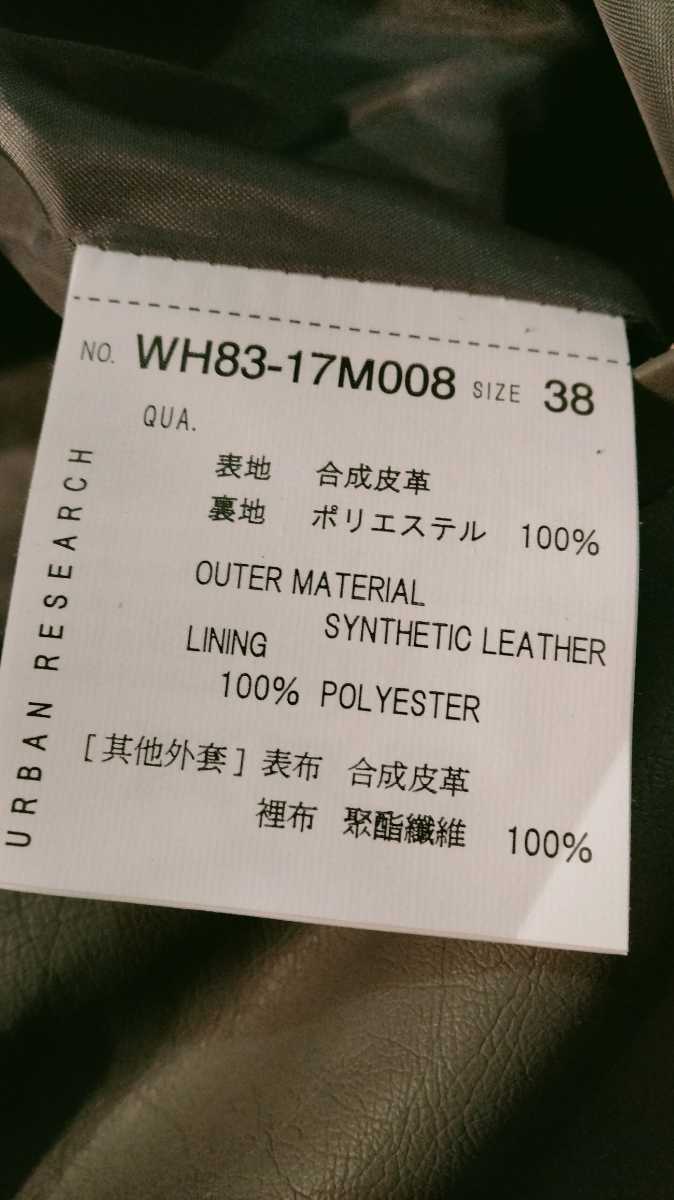 NO. WH83-17M008 SIZE 38
QUA.
表地 合成皮革
裏地 ポリエステル 100%
OUTER MATERIAL
SYNTHETIC LEATHER
LINING
100% POLYESTER
[其他外套] 表布 合成皮革
裡布 聚酯纖維 100%
URBAN RESEARCH